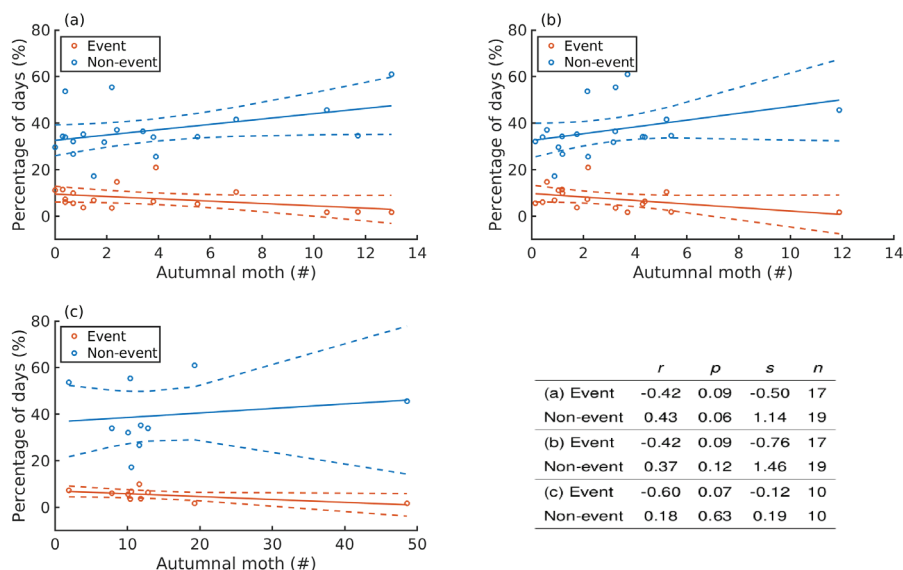 (a)
Percentage of days (%)
80
60
40
20
0
Event
Non-event
0 2 4 6 8 10 12 14
Autumnal moth (#)
(b)
Percentage of days (%)
80
60
40
20
0
Event
Non-event
0 2 4 6 8 10 12 14
Autumnal moth (#)
(c)
Percentage of days (%)
80
60
40
20
0
Event
Non-event
0 10 20 30 40 50
Autumnal moth (#)
r p s n
(a) Event -0.42 0.09 -0.50 17
Non-event 0.43 0.06 1.14 19
(b) Event -0.42 0.09 -0.76 17
Non-event 0.37 0.12 1.46 19
(c) Event -0.60 0.07 -0.12 10
Non-event 0.18 0.63 0.19 10